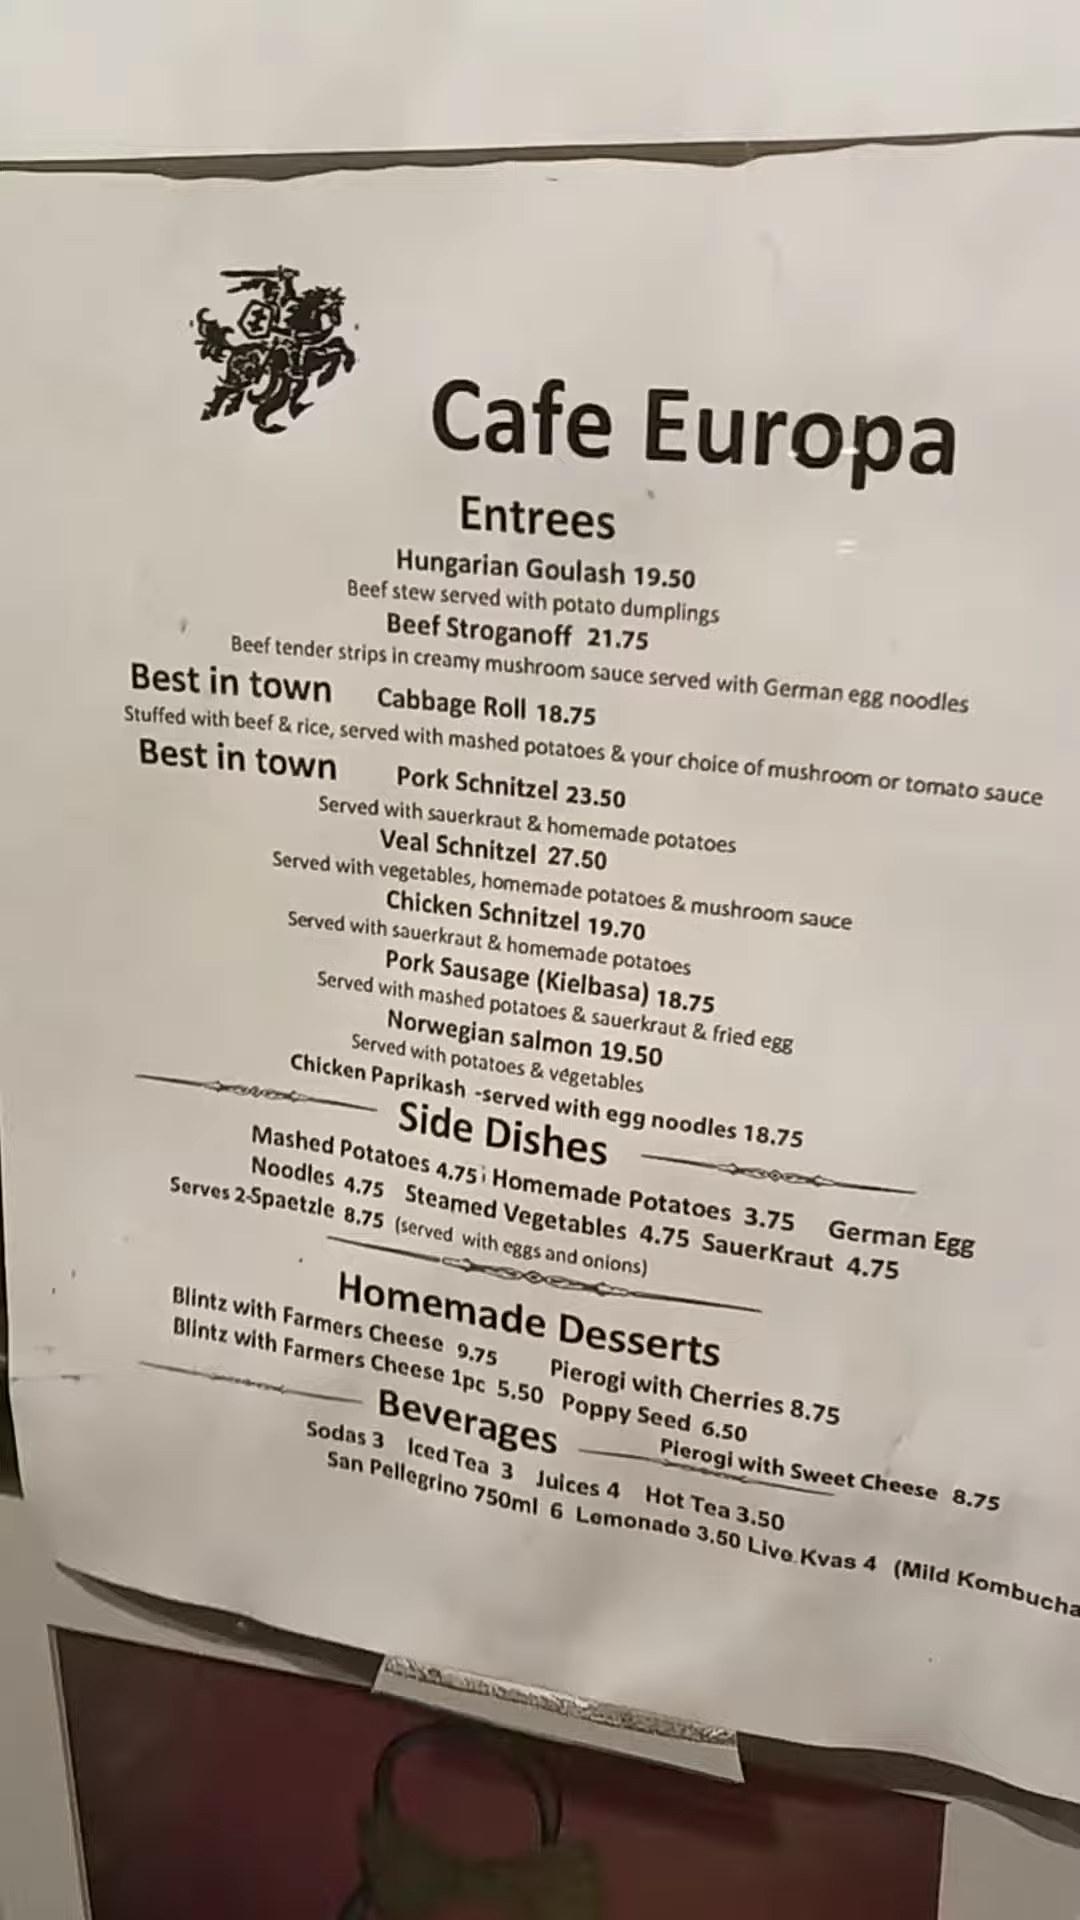 Cafe Europa
Entrees
Hungarian Goulash 19.50
Beef stew served with potato dumplings
Beef Stroganoff 21.75
Beef tender strips in creamy mushroom sauce served with German egg noodles
Best in town Cabbage Roll 18.75
Stuffed with beef & rice, served with mashed potatoes & your choice of mushroom or tomato sauce
Best in town Pork Schnitzel 23.50
Served with sauerkraut & homemade potatoes
Veal Schnitzel 27.50
Served with vegetables, homemade potatoes & mushroom sauce
Chicken Schnitzel 19.70
Served with sauerkraut & homemade potatoes
Pork Sausage (Kielbasa) 18.75
Served with mashed potatoes & sauerkraut & fried egg
Norwegian salmon 19.50
Served with potatoes & vegetables
Chicken Paprikash -served with egg noodles 18.75
Side Dishes
Mashed Potatoes 4.75; Homemade Potatoes 3.75 German Egg
Noodles 4.75 Steamed Vegetables 4.75 SauerKraut 4.75
Serves 2-Spaetzle 8.75 (served with eggs and onions)
Homemade Desserts
Blintz with Farmers Cheese 9.75 Pierogi with Cherries 8.75
Blintz with Farmers Cheese 1pc 5.50 Poppy Seed 6.50
Pierogi with Sweet Cheese 8.75
Beverages
Sodas 3 Iced Tea 3 Juices 4 Hot Tea 3.50
San Pellegrino 750ml 6 Lemonade 3.50 Live Kvas 4 (Mild Kombucha